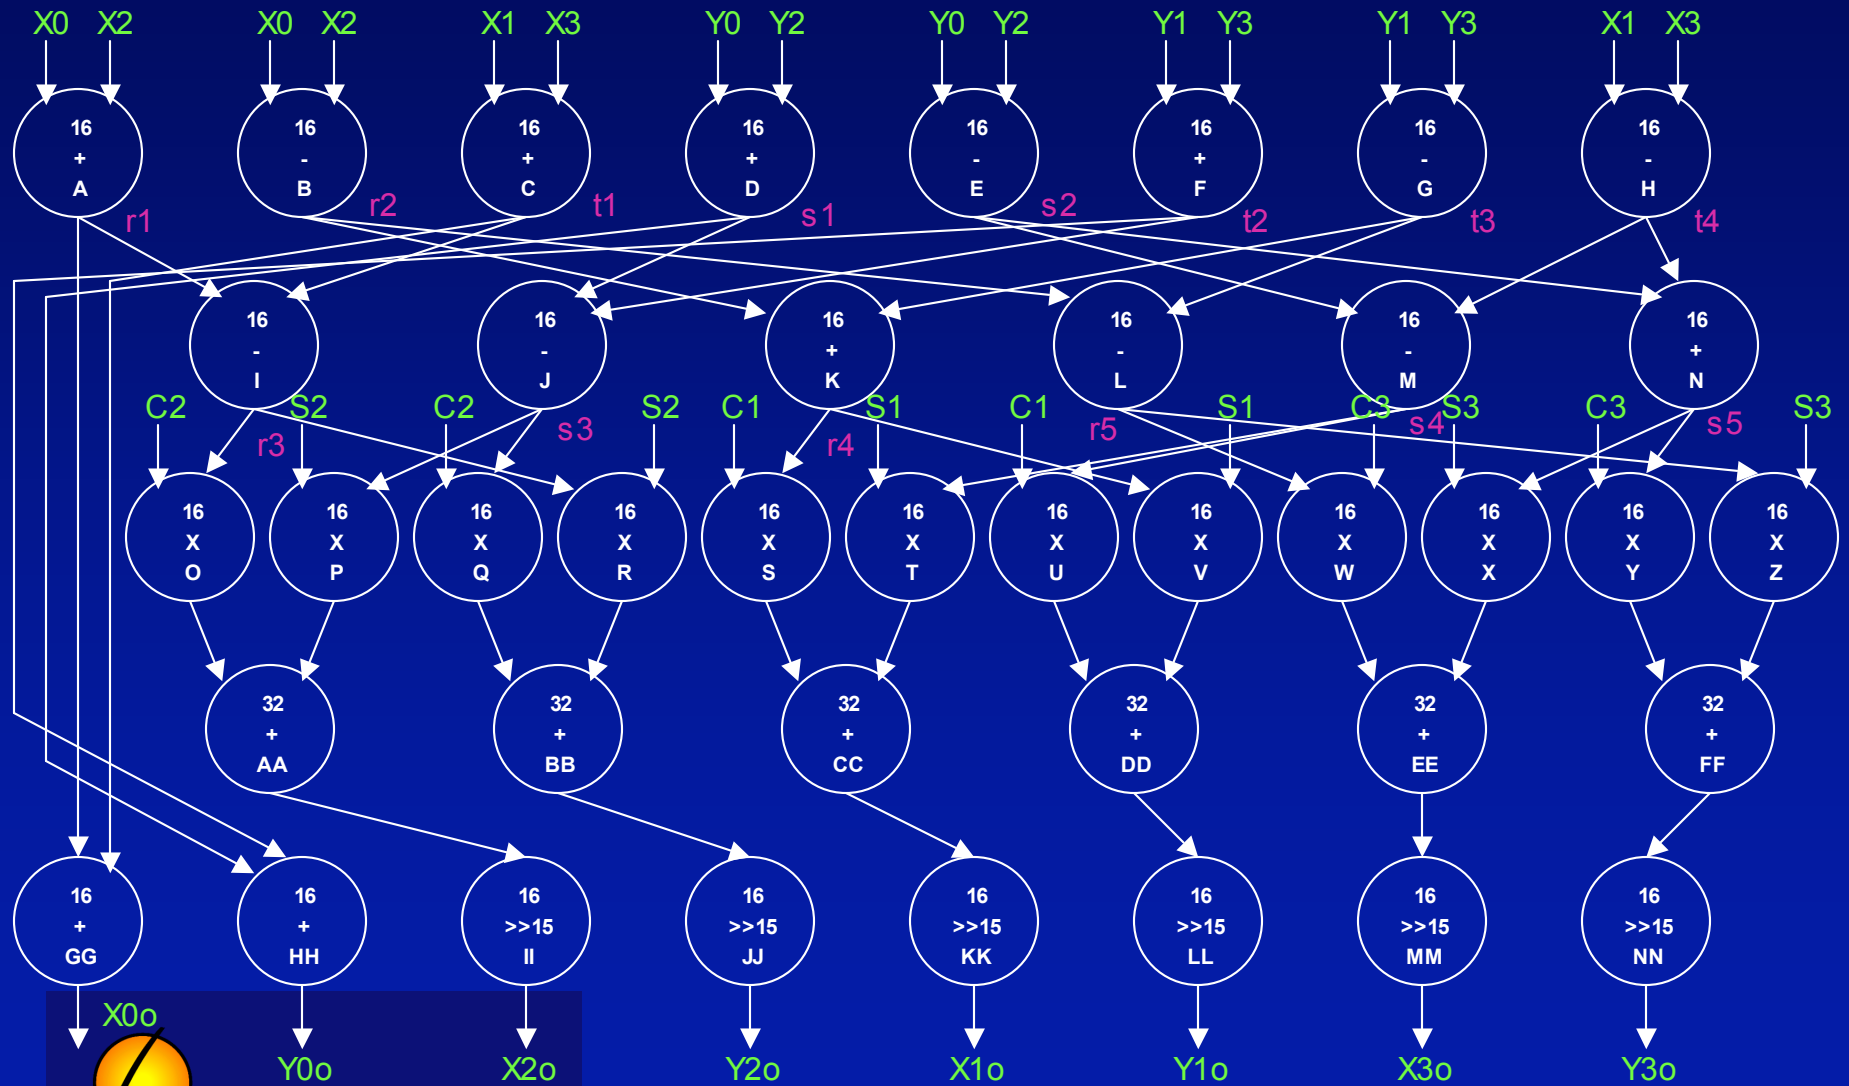 X0 X2 X0 X2 X1 X3 Y0 Y2 Y0 Y2 Y1 Y3 Y1 Y3 X1 X3
16 16 16 16 16 16 16 16
+ - + + - + - -
A B C D E F G H
r1 r2 t1 s1 s2 t2 t3 t4
16 16 16 16 16 16
- - + - - +
I J K L M N
C2 S2 C2 S2 C1 S1 C1 S1 C3 S3 C3 S3
r3 s3 r4 r5 s4 s5
16 16 16 16 16 16 16 16 16 16 16 16
X X X X X X X X X X X X
O P Q R S T U V W X Y Z
32 32 32 32 32 32
+ + + + + +
AA BB CC DD EE FF
16 16 16 16 16 16 16 16
+ + >>15 >>15 >>15 >>15 >>15 >>15
GG HH II JJ KK LL MM NN
X0o Y0o X2o Y2o X1o Y1o X3o Y3o